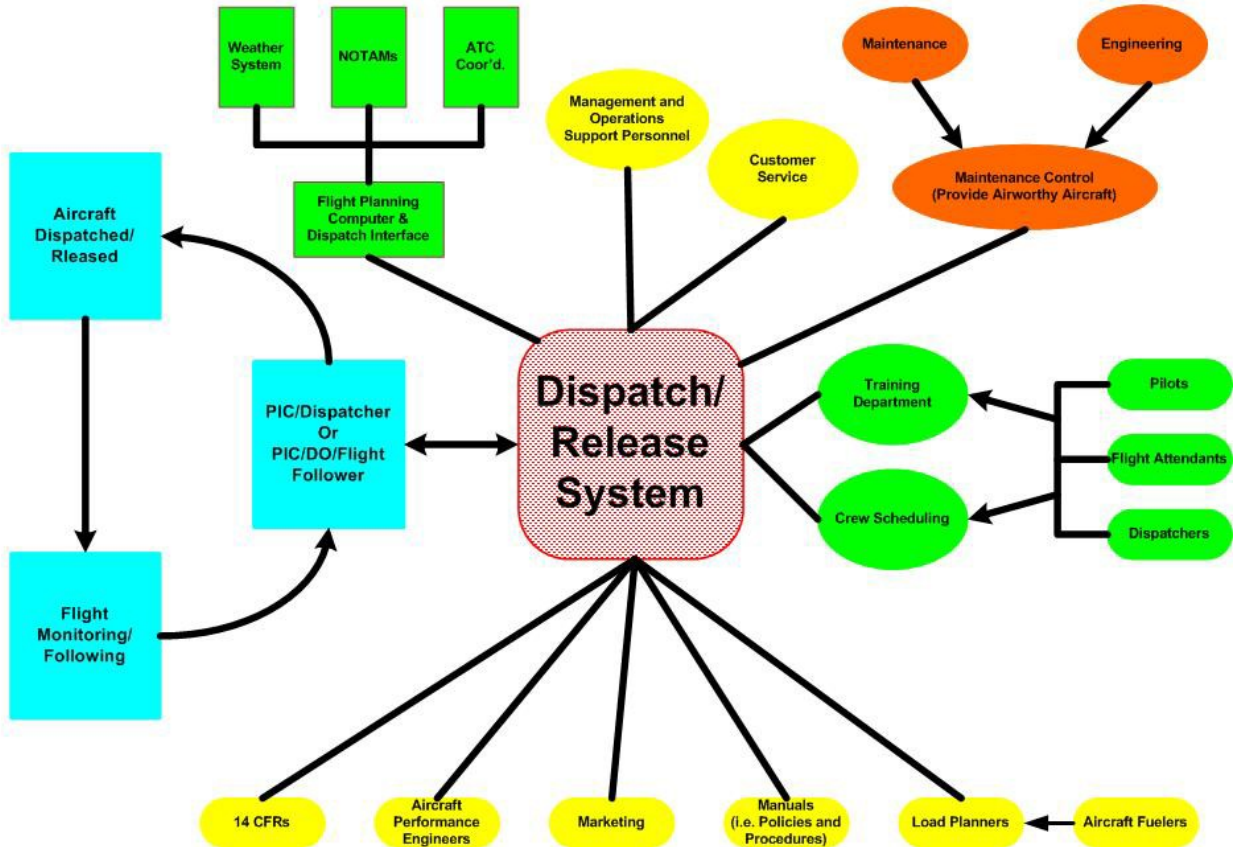 Weather
System
NOTAMs
ATC
Coor'd.
Maintenance
Engineering
Management and
Operations
Support Personnel
Customer
Service
Maintenance Control
(Provide Airworthy Aircraft)
Flight Planning
Computer &
Dispatch Interface
Aircraft
Dispatched/
Rleased
PIC/Dispatcher
Or
PIC/DO/Flight
Follower
Dispatch/
Release
System
Training
Department
Crew Scheduling
Pilots
Flight Attendants
Dispatchers
Flight
Monitoring/
Following
14 CFRs
Aircraft
Performance
Engineers
Marketing
Manuals
(i.e. Policies and
Procedures)
Load Planners
Aircraft Fuelers